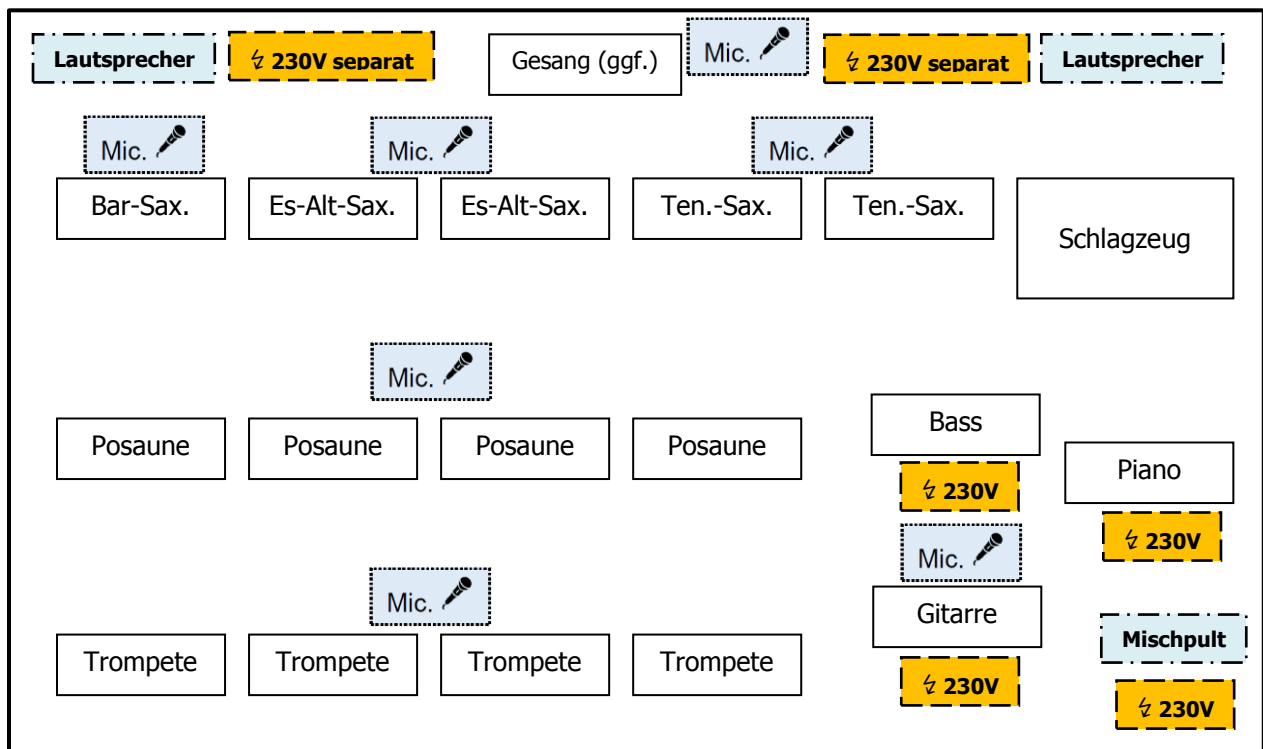 Lautsprecher
↯ 230V separat
Gesang (ggf.)
Mic.
↯ 230V separat
Lautsprecher
Mic.
Mic.
Mic.
Bar-Sax.
Es-Alt-Sax.
Es-Alt-Sax.
Ten.-Sax.
Ten.-Sax.
Schlagzeug
Mic.
Posaune
Posaune
Posaune
Posaune
Bass
↯ 230V
Piano
↯ 230V
Mic.
Mic.
Gitarre
↯ 230V
Trompete
Trompete
Trompete
Trompete
Mischpult
↯ 230V